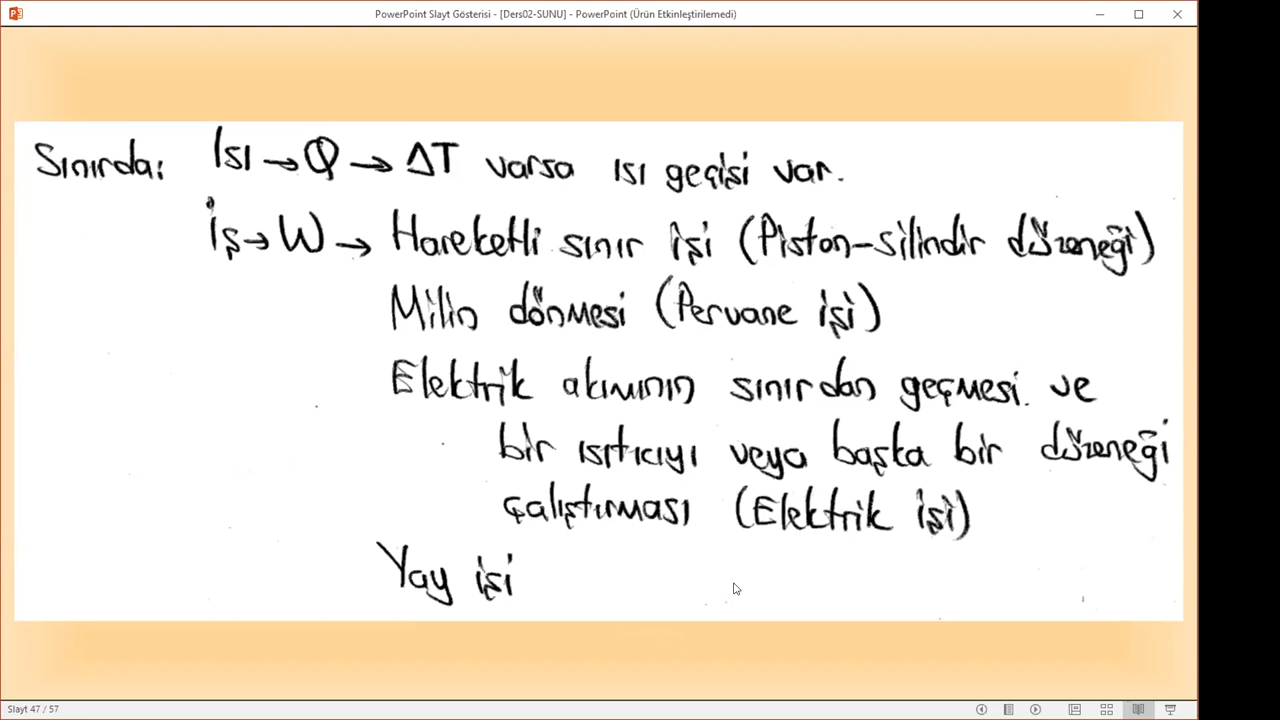 PowerPoint Slayt Gösterisi - [Ders02-SUNU] - PowerPoint (Ürün Etkinleştirilemedi)
Sınırda: Isı → Q → ΔT varsa ısı geçişi var.
İş → W → Hareketli sınır işi (Piston-silindir düzeneği)
Milin dönmesi (Pervane işi)
Elektrik akımının sınırdan geçmesi ve
bir ısıtıcıyı veya başka bir düzeneği
çalıştırması (Elektrik işi)
Yay işi
Slayt 47 / 57